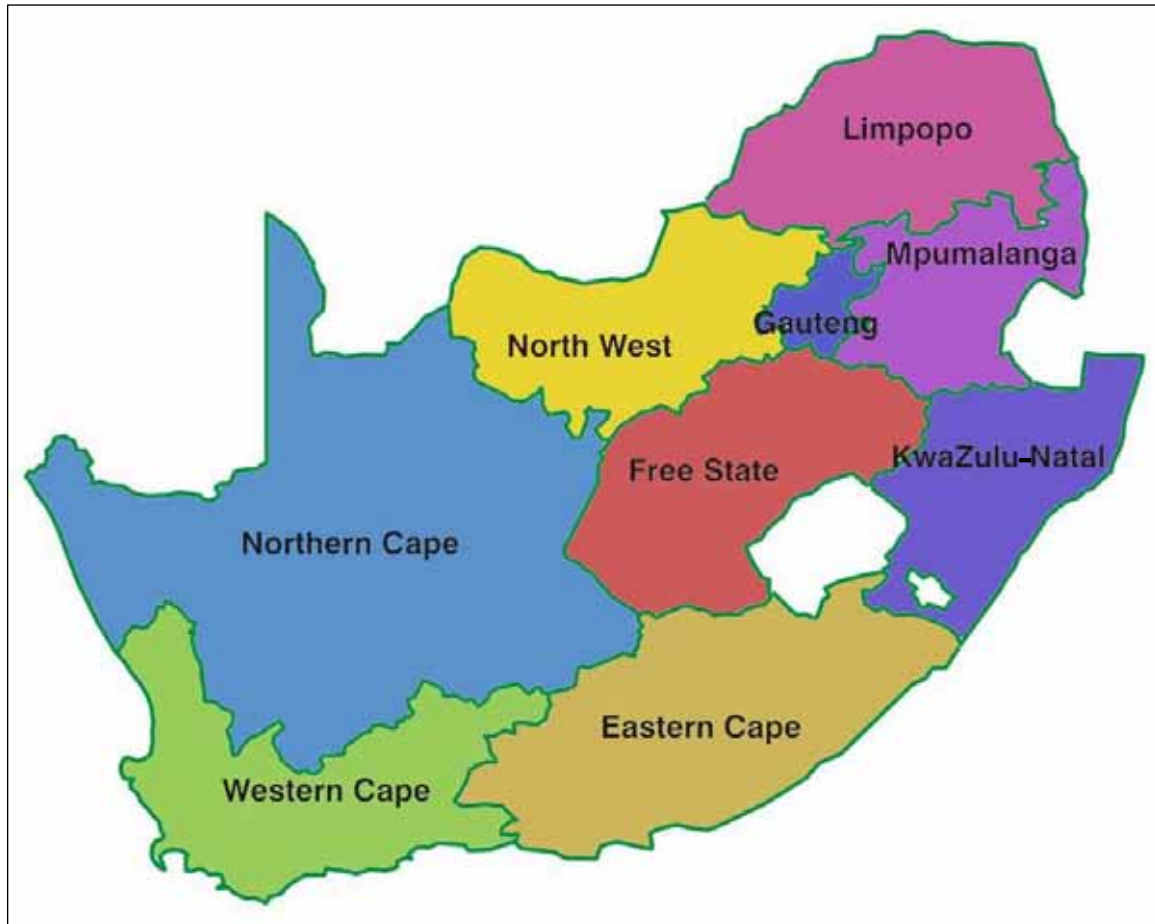 Limpopo
Mpumalanga
Gauteng
North West
KwaZulu-Natal
Free State
Northern Cape
Eastern Cape
Western Cape